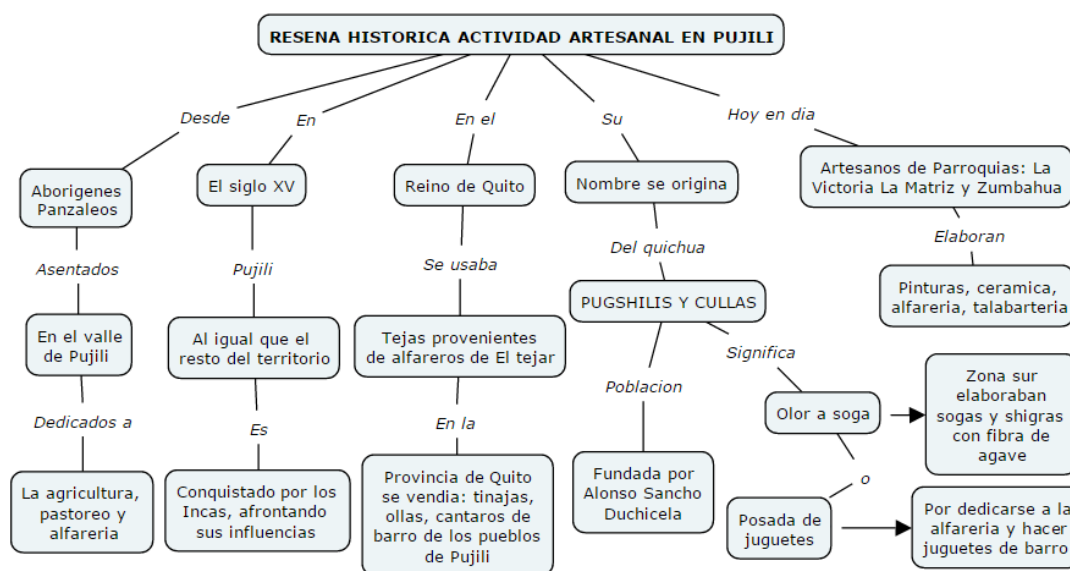 RESENA HISTORICA ACTIVIDAD ARTESANAL EN PUJILI
Desde
Aborigenes
Panzaleos
Asentados
En el valle
de Pujili
Dedicados a
La agricultura,
pastoreo y
alfareria
En
El siglo XV
Pujili
Al igual que el
resto del territorio
Es
Conquistado por los
Incas, afrontando
sus influencias
En el
Reino de Quito
Se usaba
Tejas provenientes
de alfareros de El tejar
En la
Provincia de Quito
se vendia: tinajas,
ollas, cantaros de
barro de los pueblos
de Pujili
Su
Nombre se origina
Del quichua
PUGSHILIS Y CULLAS
Poblacion
Fundada por
Alonso Sancho
Duchicela
Significa
Olor a soga
Zona sur
elaboraban
sogas y shigras
con fibra de
agave
o
Posada de
juguetes
Por dedicarse a la
alfareria y hacer
juguetes de barro
Hoy en dia
Artesanos de Parroquias: La
Victoria La Matriz y Zumbahua
Elaboran
Pinturas, ceramica,
alfareria, talabarteria